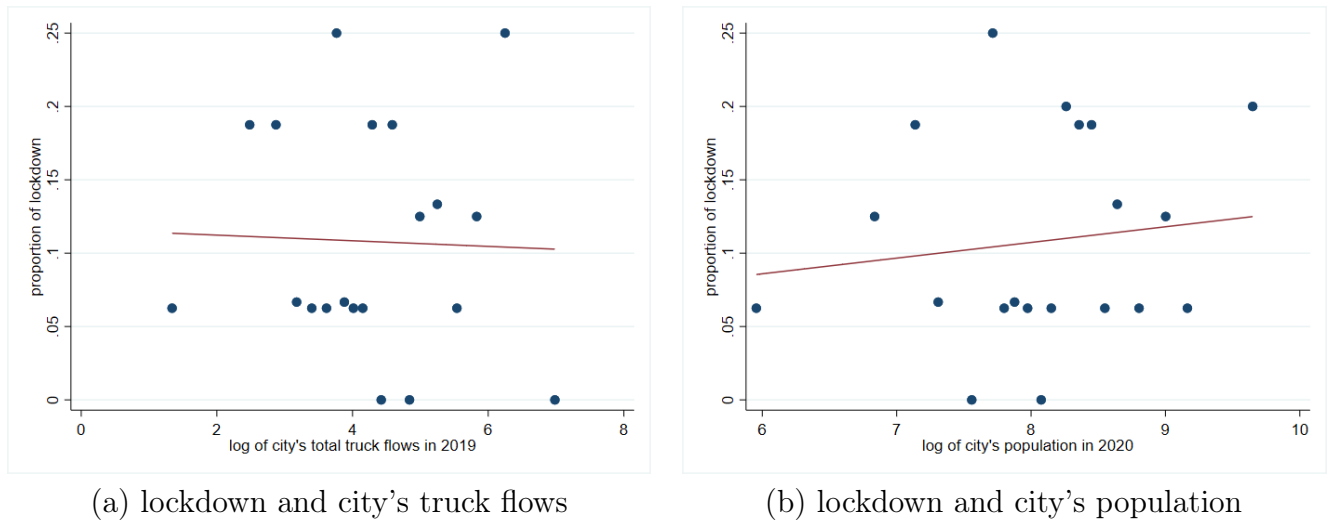 proportion of lockdown
.25
.2
.15
.1
.05
0
0 2 4 6 8
log of city's total truck flows in 2019
(a) lockdown and city's truck flows
proportion of lockdown
.25
.2
.15
.1
.05
0
6 7 8 9 10
log of city's population in 2020
(b) lockdown and city's population